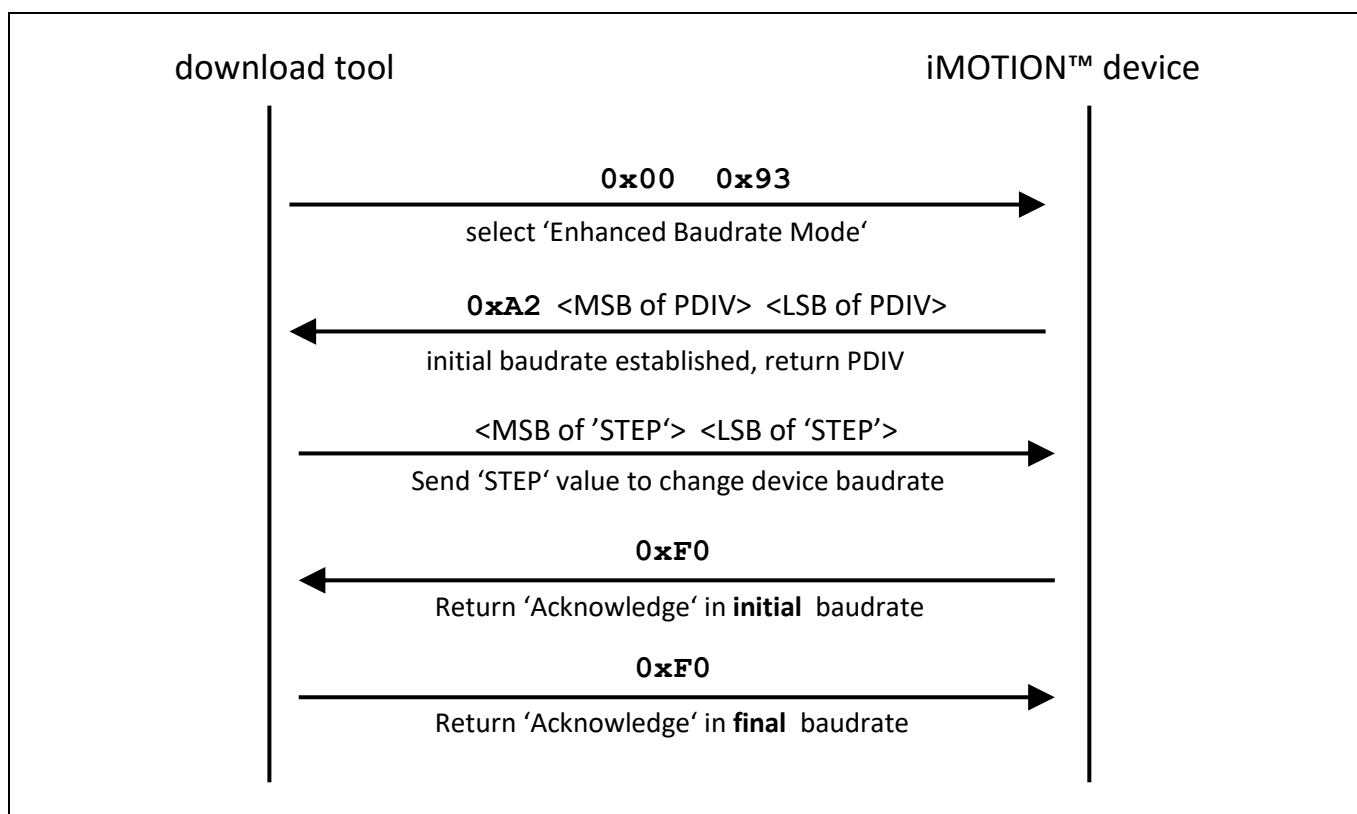 download tool iMOTION™ device
0x00 0x93
select ‘Enhanced Baudrate Mode‘
0xA2 <MSB of PDIV> <LSB of PDIV>
initial baudrate established, return PDIV
<MSB of ’STEP‘> <LSB of ‘STEP’>
Send ‘STEP‘ value to change device baudrate
0xF0
Return ‘Acknowledge‘ in initial baudrate
0xF0
Return ‘Acknowledge‘ in final baudrate